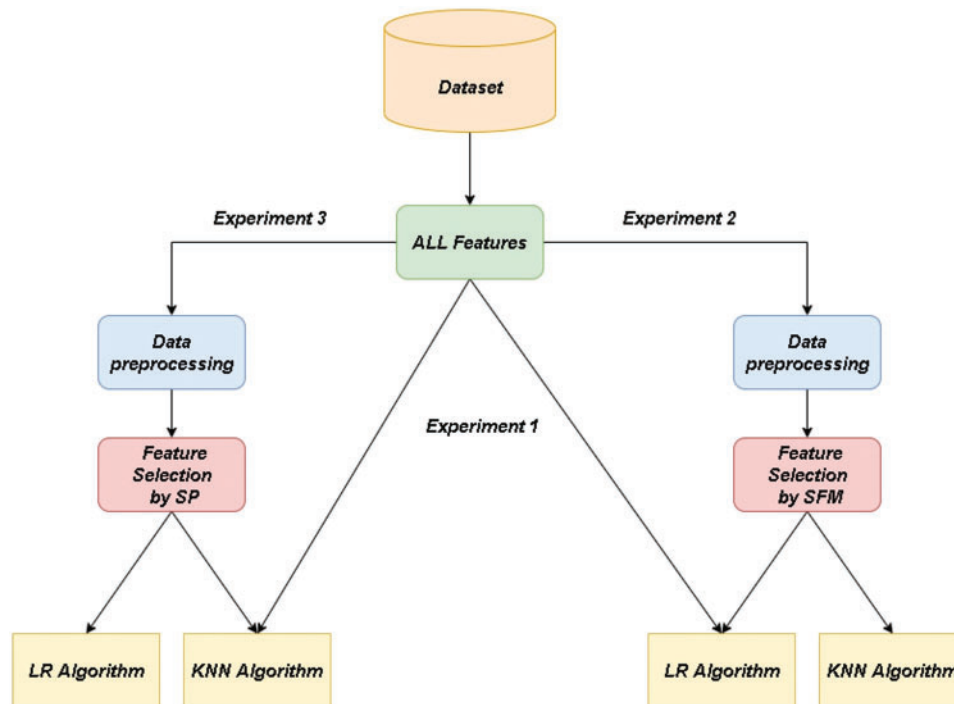 Dataset
Experiment 3
Experiment 2
ALL Features
Data
preprocessing
Data
preprocessing
Experiment 1
Feature
Selection
by SP
Feature
Selection
by SFM
LR Algorithm
KNN Algorithm
LR Algorithm
KNN Algorithm